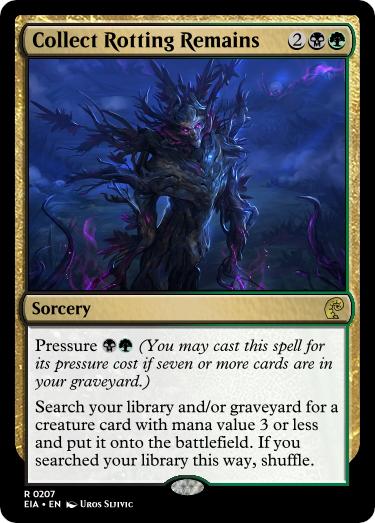 Collect Rotting Remains 2
Sorcery
Pressure (You may cast this spell for
its pressure cost if seven or more cards are in
your graveyard.)
Search your library and/or graveyard for a
creature card with mana value 3 or less
and put it onto the battlefield. If you
searched your library this way, shuffle.
R 0207
EIA • EN Uros Sljivic